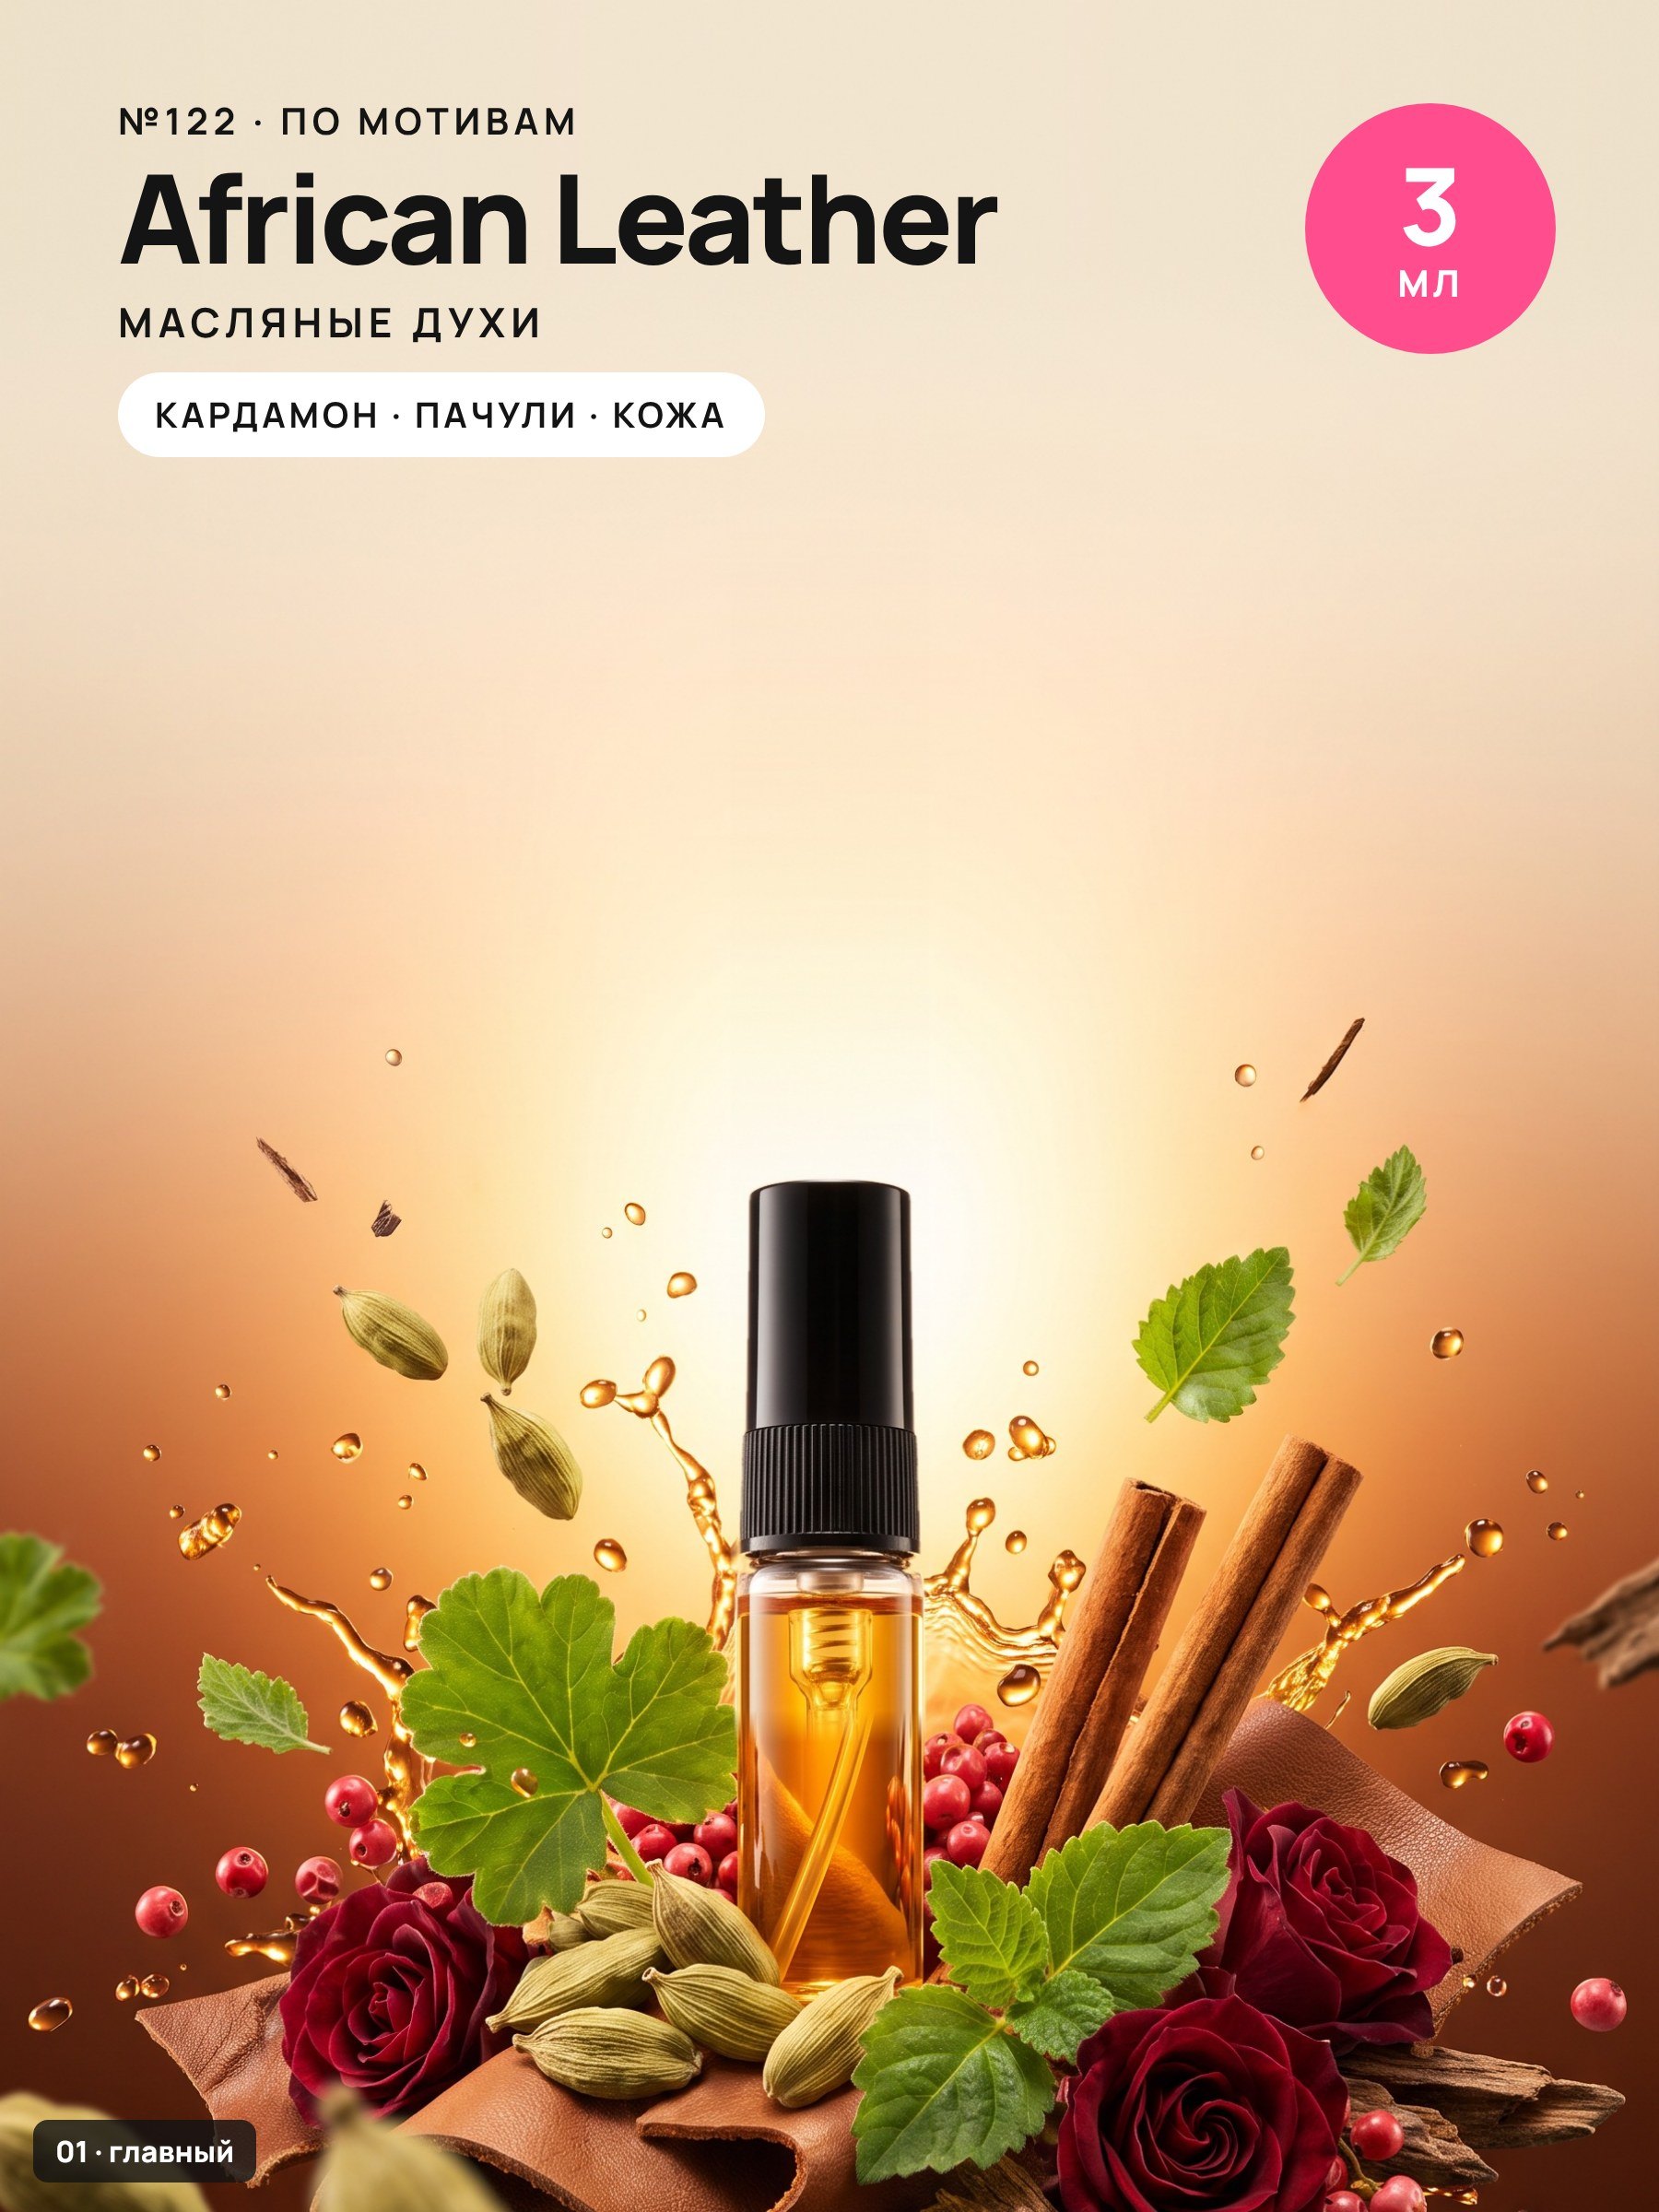 №122 · ПО МОТИВАМ
African Leather
МАСЛЯНЫЕ ДУХИ
КАРДАМОН · ПАЧУЛИ · КОЖА
3
МЛ
01 · главный